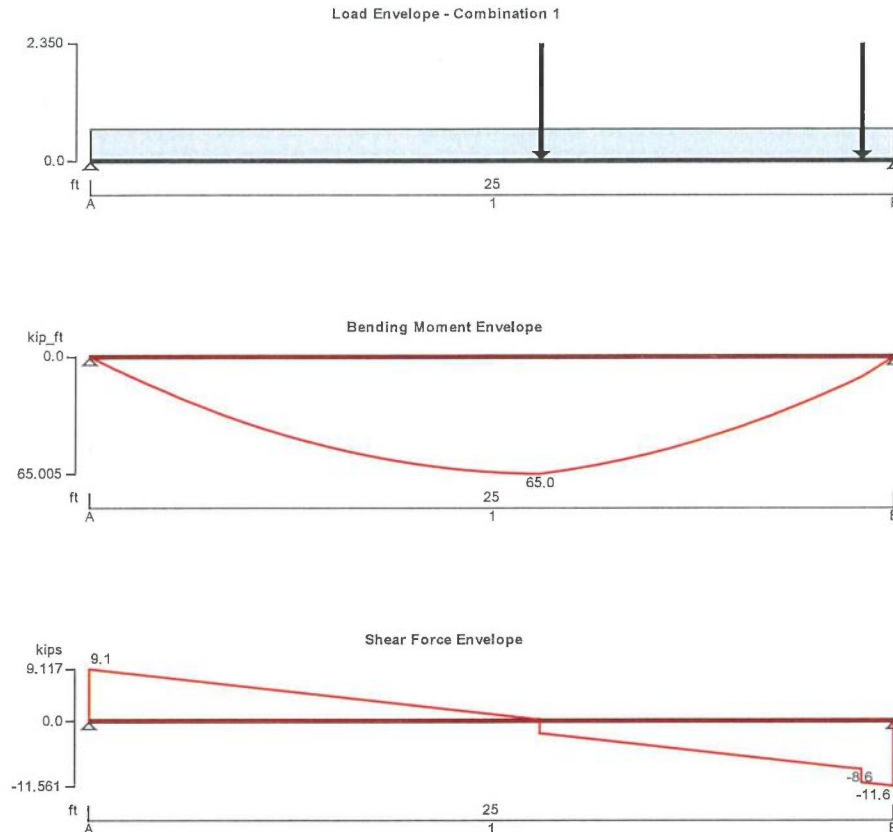 Load Envelope - Combination 1
2.350
0.0
ft
25
A
1
Bending Moment Envelope
kip_ft
0.0
65.005
65.0
ft
25
A
1
Shear Force Envelope
kips
9.117
9.1
0.0
-8.6
-11.561
-11.6
ft
25
A
1